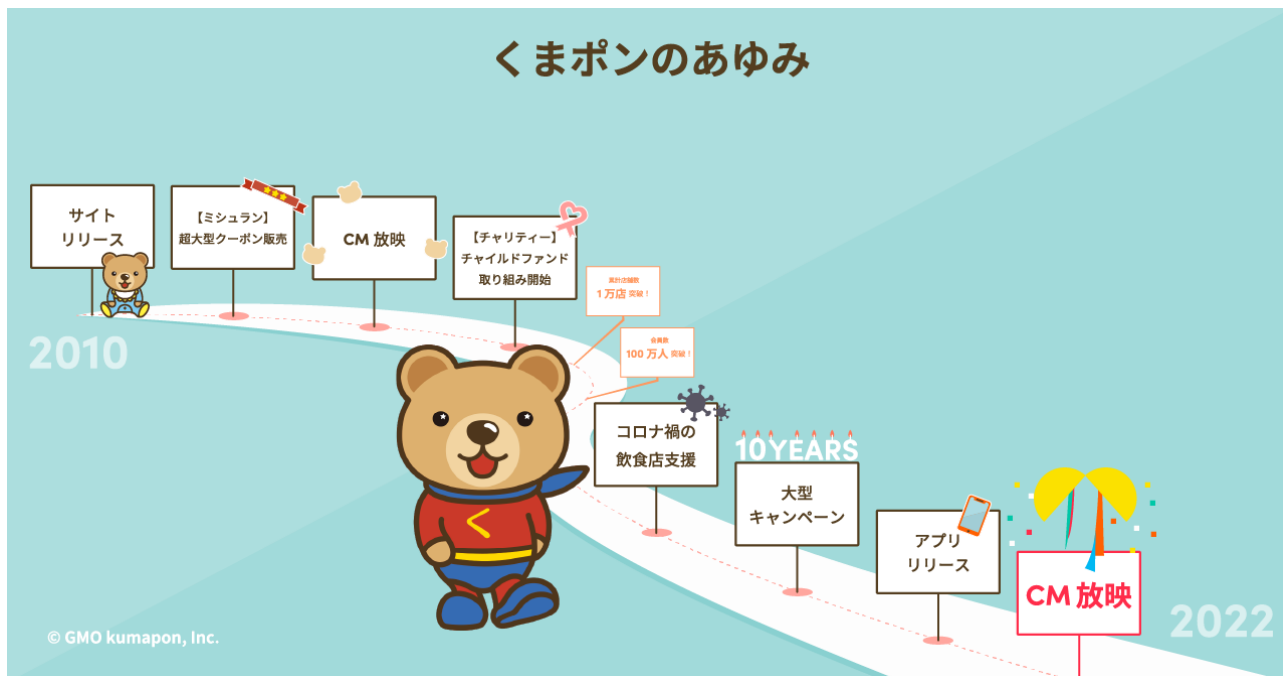 くまポンのあゆみ
サイト
リリース
【ミシュラン】
超大型クーポン販売
CM 放映
【チャリティー】
チャイルドファンド
取り組み開始
累計店舗数
1万店 突破！
会員数
100万人 突破！
2010
コロナ禍の
飲食店支援
10YEARS
大型
キャンペーン
アプリ
リリース
CM 放映
2022
く
© GMO kumapon, Inc.